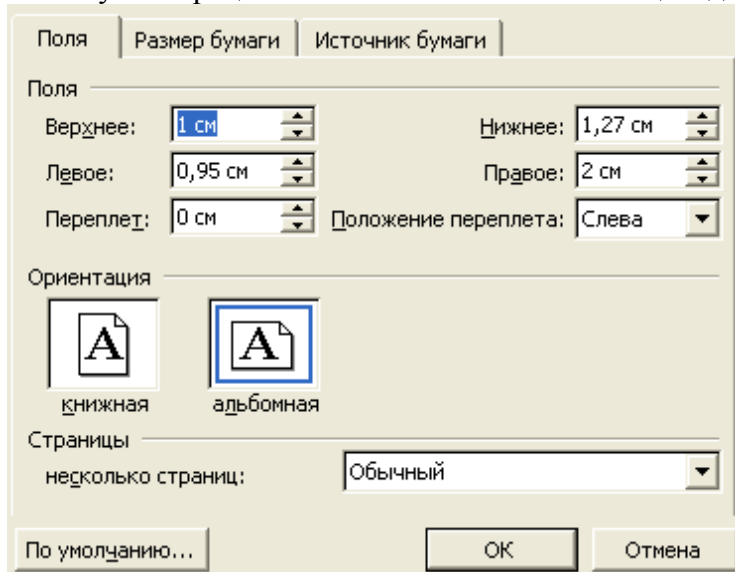 Поля Размер бумаги Источник бумаги
Поля
Верхнее: 1 см Нижнее: 1,27 см
Левое: 0,95 см Правое: 2 см
Переплет: 0 см Положение переплета: Слева
Ориентация
A A
книжная альбомная
Страницы
несколько страниц: Обычный
По умолчанию... ОК Отмена